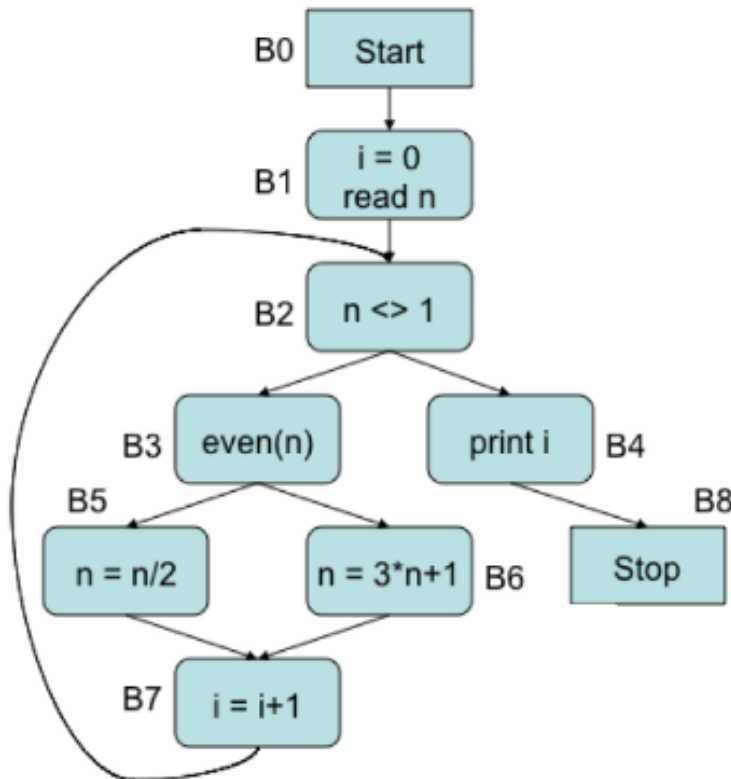 B0
Start
B1
i = 0
read n
B2
n <> 1
B3
even(n)
print i
B4
B5
B8
n = n/2
n = 3*n+1
B6
Stop
B7
i = i+1